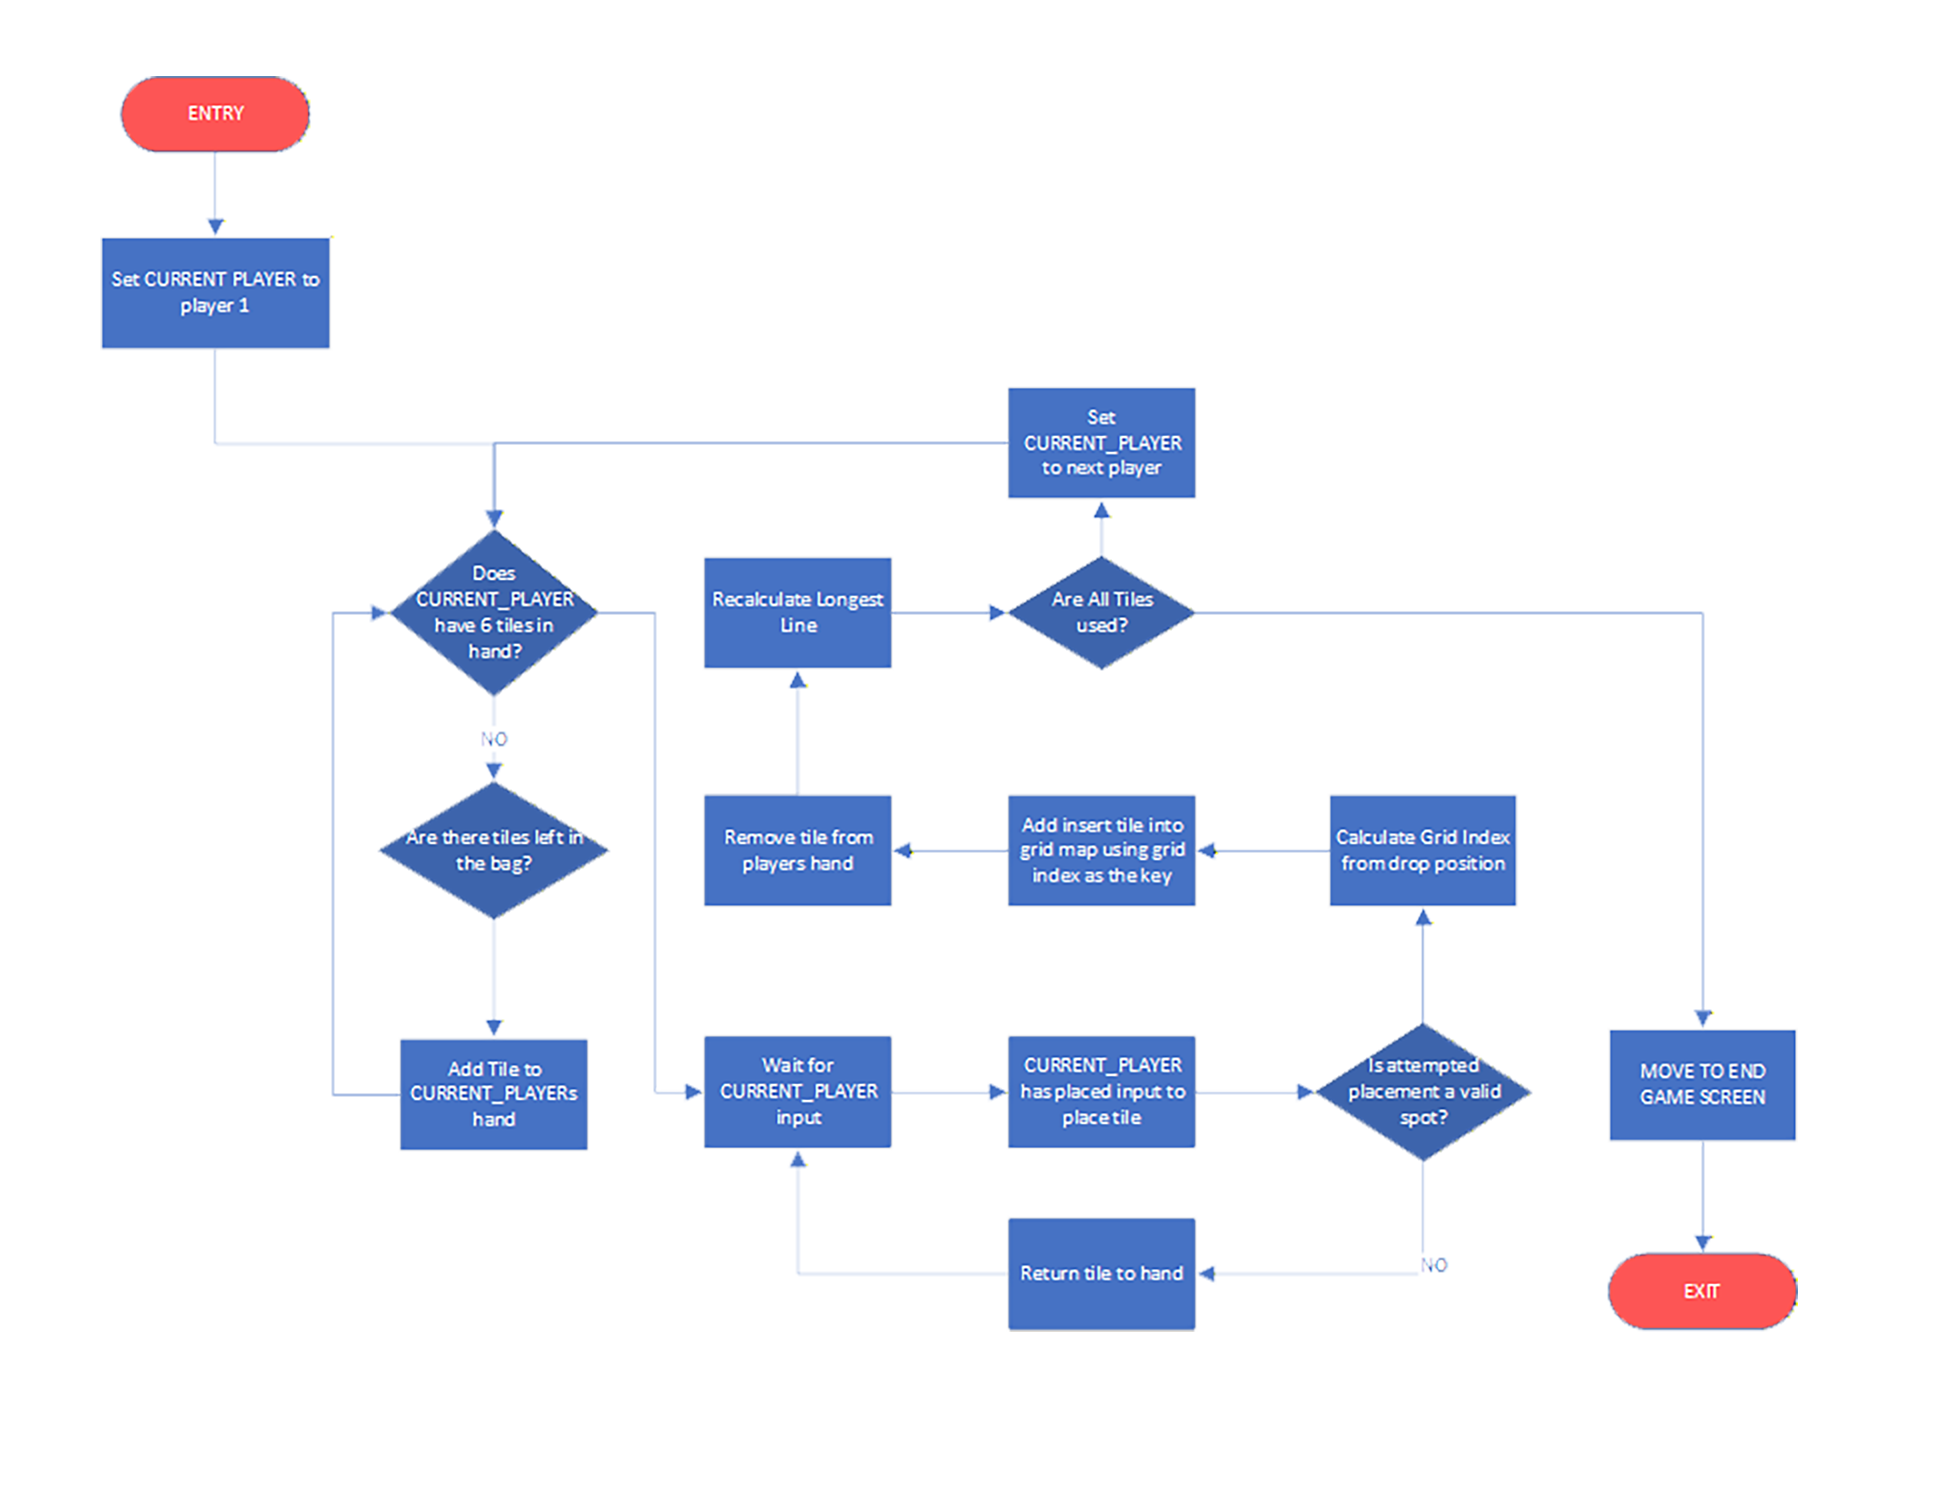 ENTRY
Set CURRENT PLAYER to
player 1
Set
CURRENT_PLAYER
to next player
Does
CURRENT_PLAYER
have 6 tiles in
hand?
Recalculate Longest
Line
Are All Tiles
used?
NO
Are there tiles left in
the bag?
Remove tile from
players hand
Add insert tile into
grid map using grid
index as the key
Calculate Grid Index
from drop position
Add Tile to
CURRENT_PLAYERs
hand
Wait for
CURRENT_PLAYER
input
CURRENT_PLAYER
has placed input to
place tile
Is attempted
placement a valid
spot?
MOVE TO END
GAME SCREEN
Return tile to hand
NO
EXIT